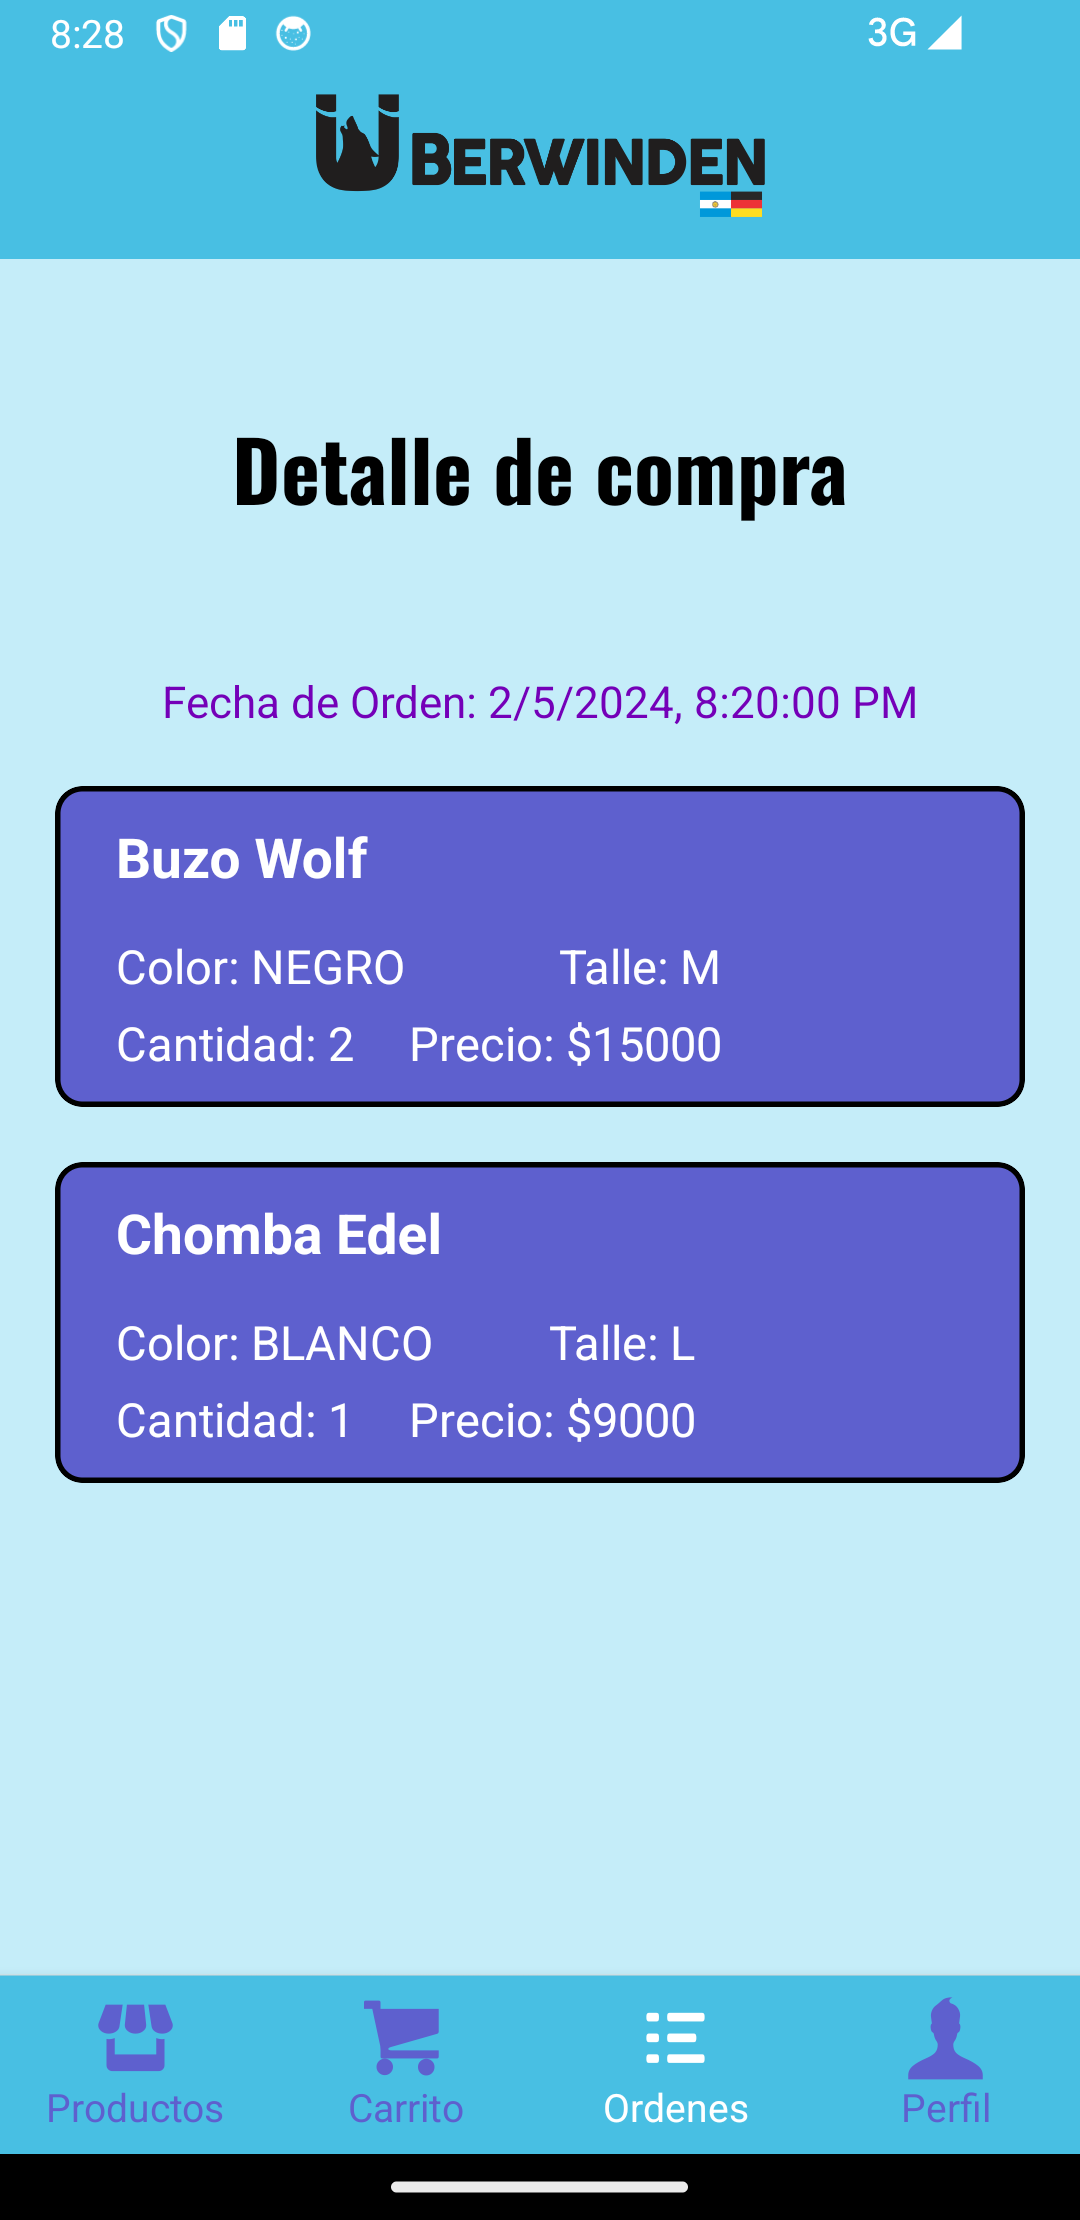 8:28 3G
ÜBERWINDEN
Detalle de compra
Fecha de Orden: 2/5/2024, 8:20:00 PM
Buzo Wolf
Color: NEGRO Talle: M
Cantidad: 2 Precio: $15000
Chomba Edel
Color: BLANCO Talle: L
Cantidad: 1 Precio: $9000
Productos Carrito Ordenes Perfil